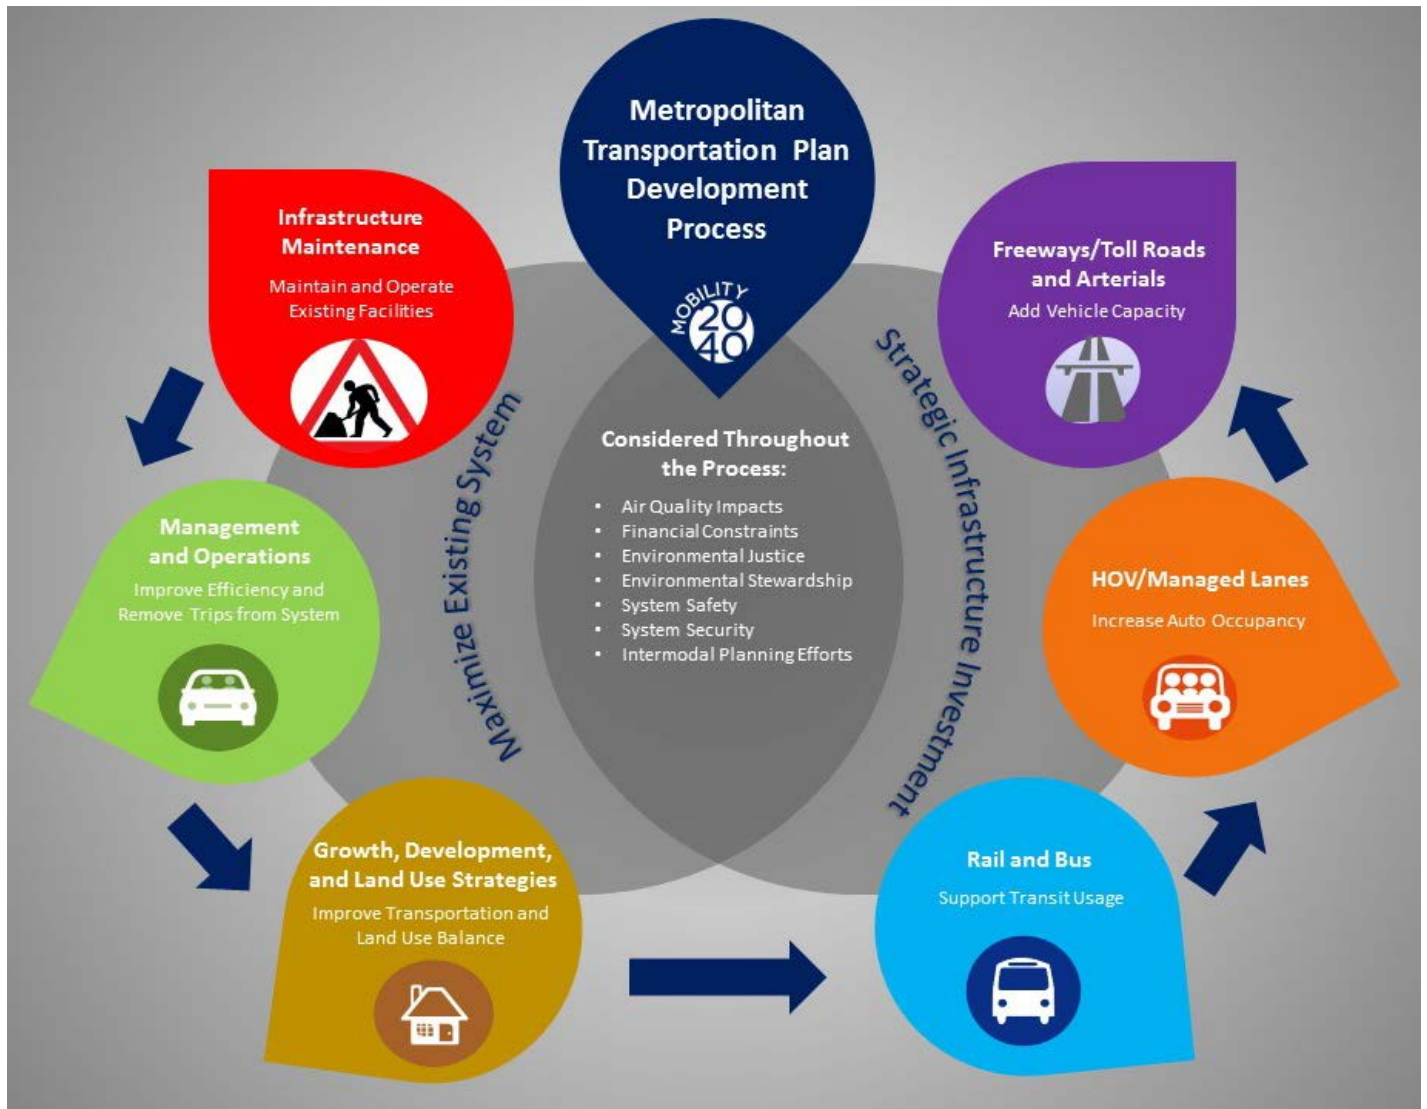 Metropolitan
Transportation Plan
Development
Process
MOBILITY
20
40
Infrastructure
Maintenance
Maintain and Operate
Existing Facilities
Management
and Operations
Improve Efficiency and
Remove Trips from System
Growth, Development,
and Land Use Strategies
Improve Transportation and
Land Use Balance
Rail and Bus
Support Transit Usage
HOV/Managed Lanes
Increase Auto Occupancy
Freeways/Toll Roads
and Arterials
Add Vehicle Capacity
Maximize Existing System
Strategic Infrastructure Investment
Considered Throughout
the Process:
• Air Quality Impacts
• Financial Constraints
• Environmental Justice
• Environmental Stewardship
• System Safety
• System Security
• Intermodal Planning Efforts